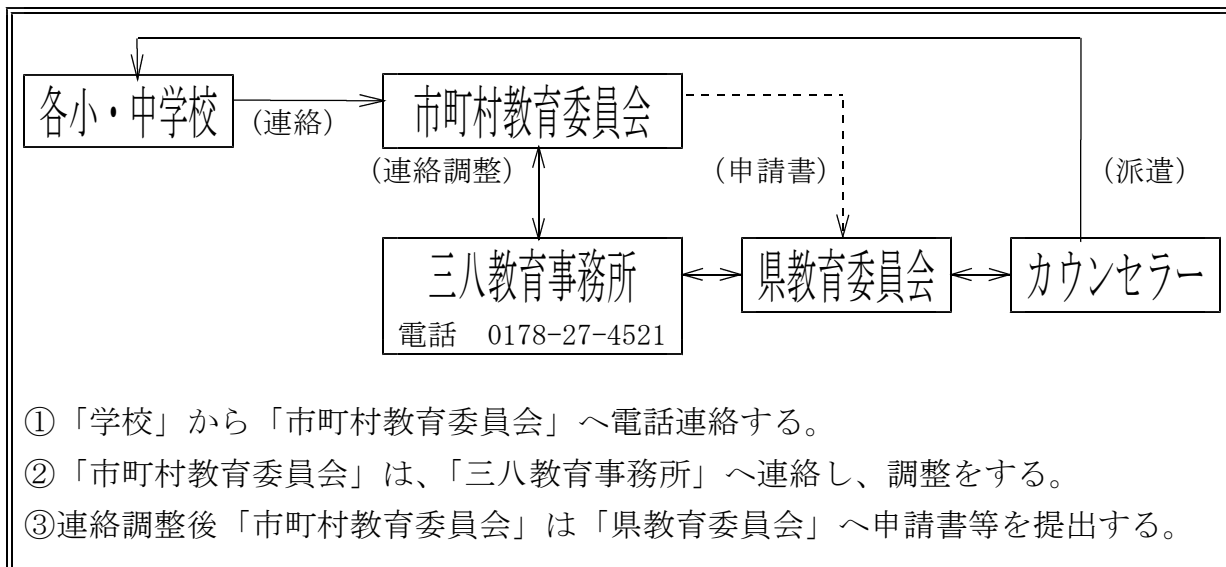 各小・中学校
(連絡)
市町村教育委員会
(連絡調整)
(申請書)
(派遣)
三八教育事務所
電話　0178-27-4521
県教育委員会
カウンセラー
①「学校」から「市町村教育委員会」へ電話連絡する。
②「市町村教育委員会」は、「三八教育事務所」へ連絡し、調整をする。
③連絡調整後「市町村教育委員会」は「県教育委員会」へ申請書等を提出する。